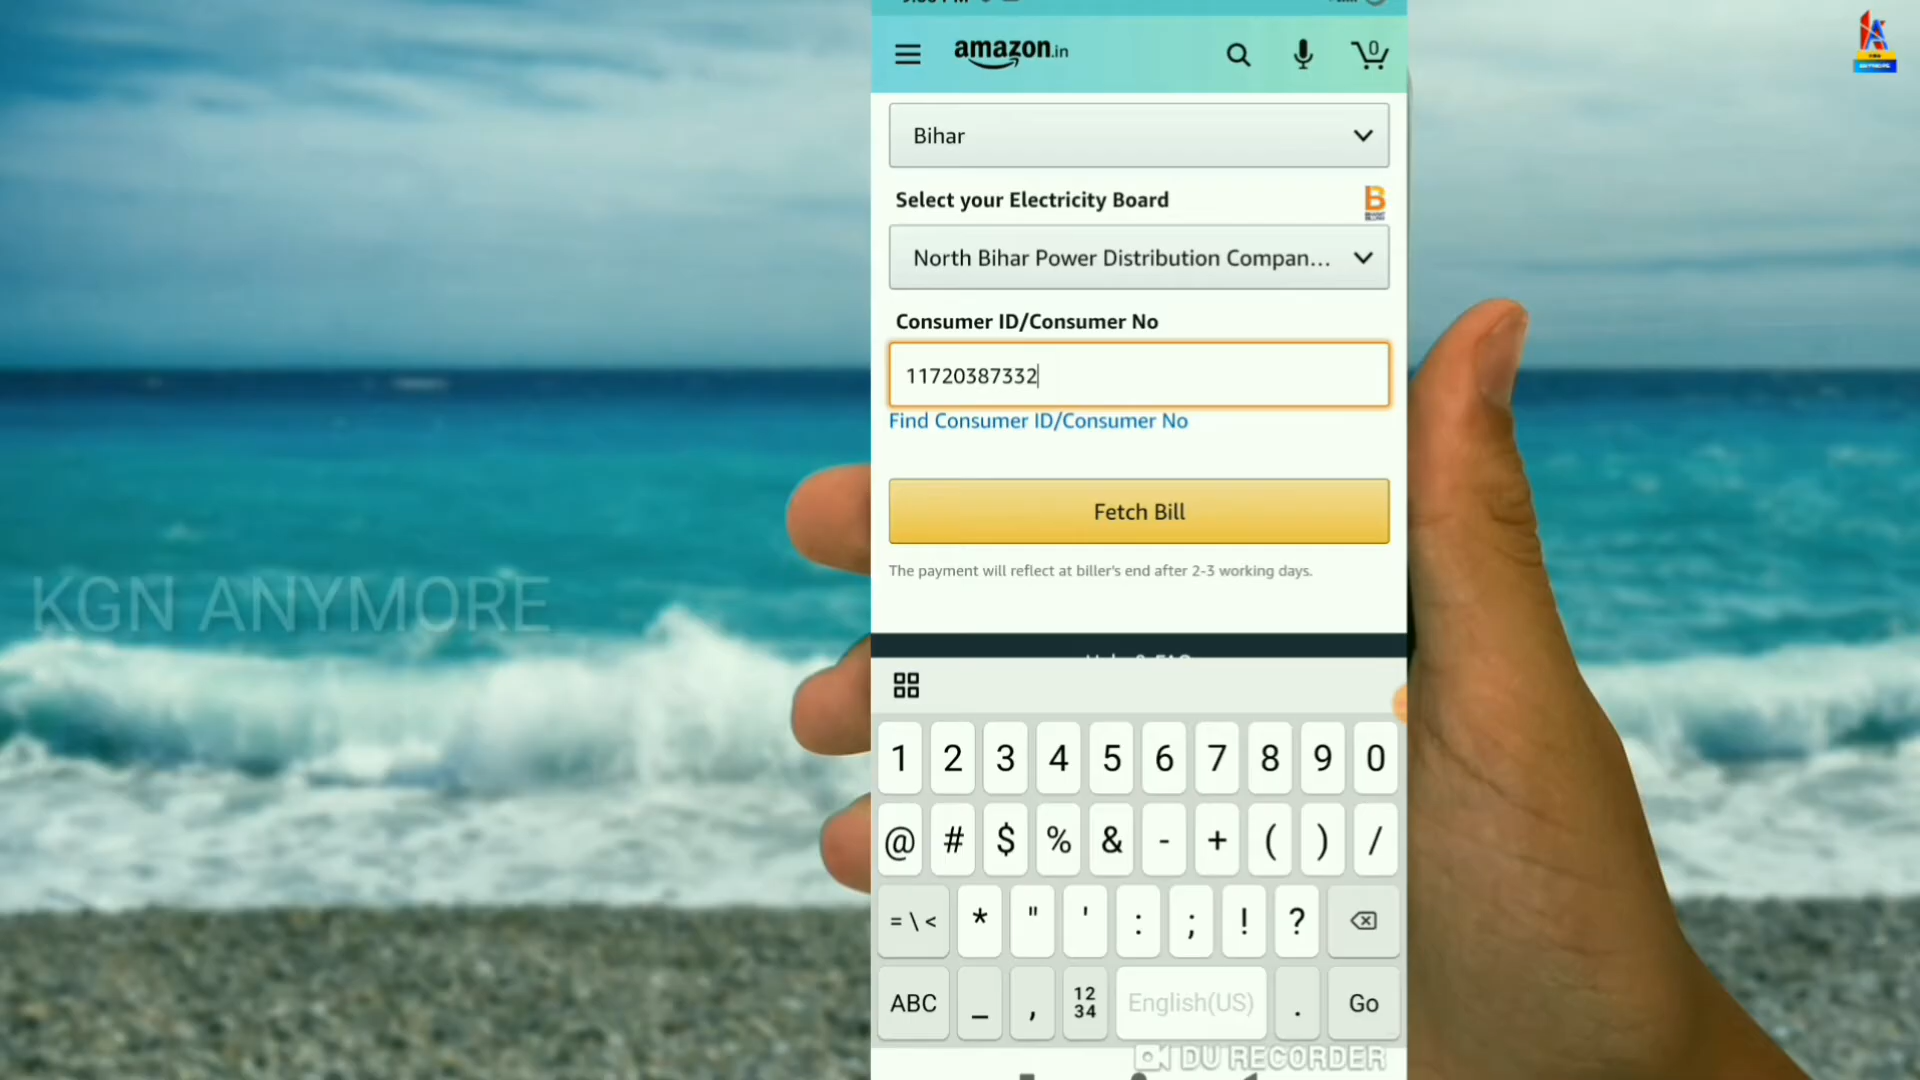 amazon.in
0
Bihar
Select your Electricity Board
B
North Bihar Power Distribution Compan...
Consumer ID/Consumer No
11720387332
Find Consumer ID/Consumer No
Fetch Bill
The payment will reflect at biller's end after 2-3 working days.
KGN ANYMORE
1 2 3 4 5 6 7 8 9 0
@ # $ % & - + ( ) /
= \ < * " ' : ; ! ?
ABC _ , 12 34 English(US) . Go
DU RECORDER